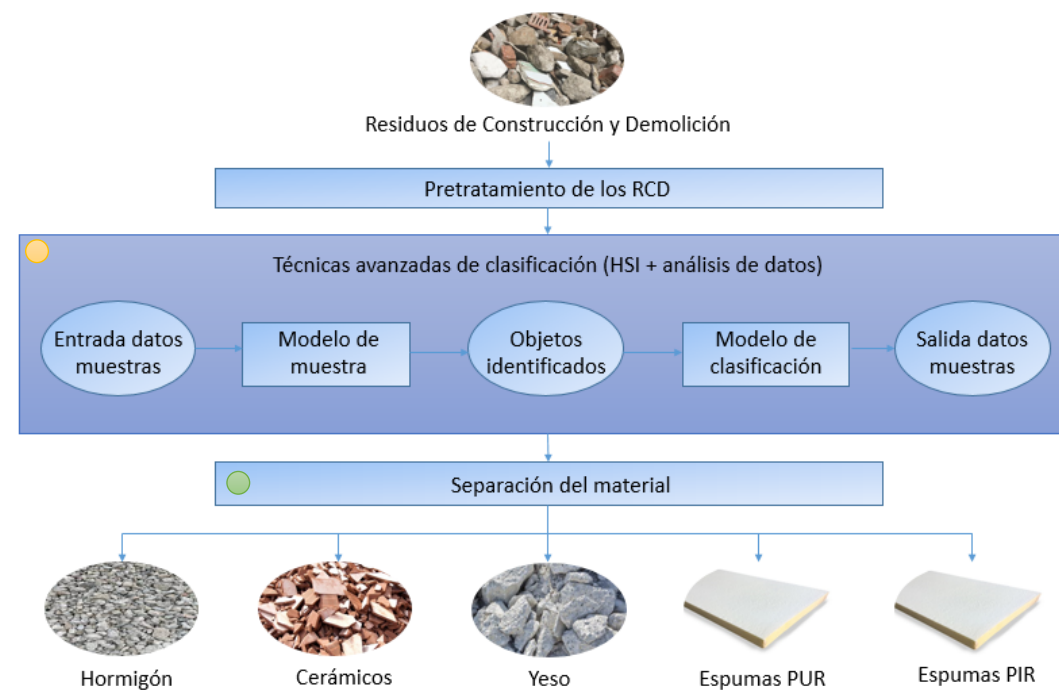 Residuos de Construcción y Demolición
Pretratamiento de los RCD
Técnicas avanzadas de clasificación (HSI + análisis de datos)
Entrada datos
muestras
Modelo de
muestra
Objetos
identificados
Modelo de
clasificación
Salida datos
muestras
Separación del material
Hormigón
Cerámicos
Yeso
Espumas PUR
Espumas PIR